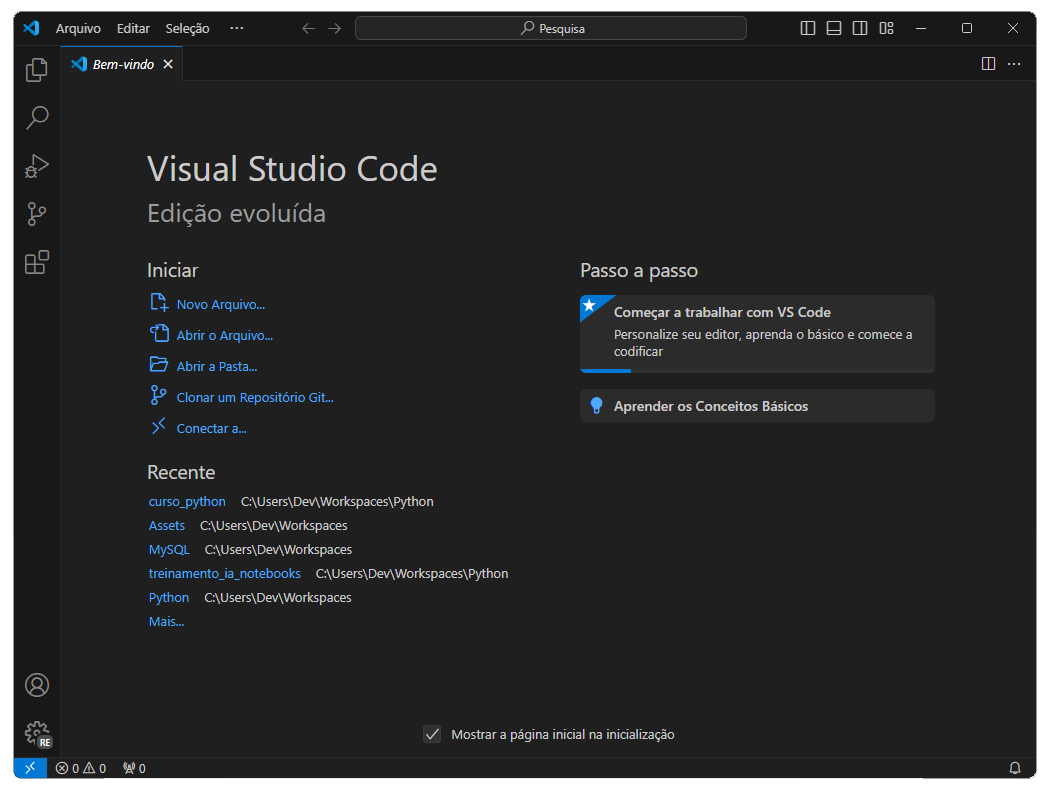 Arquivo Editar Seleção ···
Pesquisa
Bem-vindo
Visual Studio Code
Edição evoluída
Iniciar
Novo Arquivo...
Abrir o Arquivo...
Abrir a Pasta...
Clonar um Repositório Git...
Conectar a...
Recente
curso_python C:\Users\Dev\Workspaces\Python
Assets C:\Users\Dev\Workspaces
MySQL C:\Users\Dev\Workspaces
treinamento_ia_notebooks C:\Users\Dev\Workspaces\Python
Python C:\Users\Dev\Workspaces
Mais...
Passo a passo
Começar a trabalhar com VS Code
Personalize seu editor, aprenda o básico e comece a
codificar
Aprender os Conceitos Básicos
Mostrar a página inicial na inicialização
RE
0 0 0